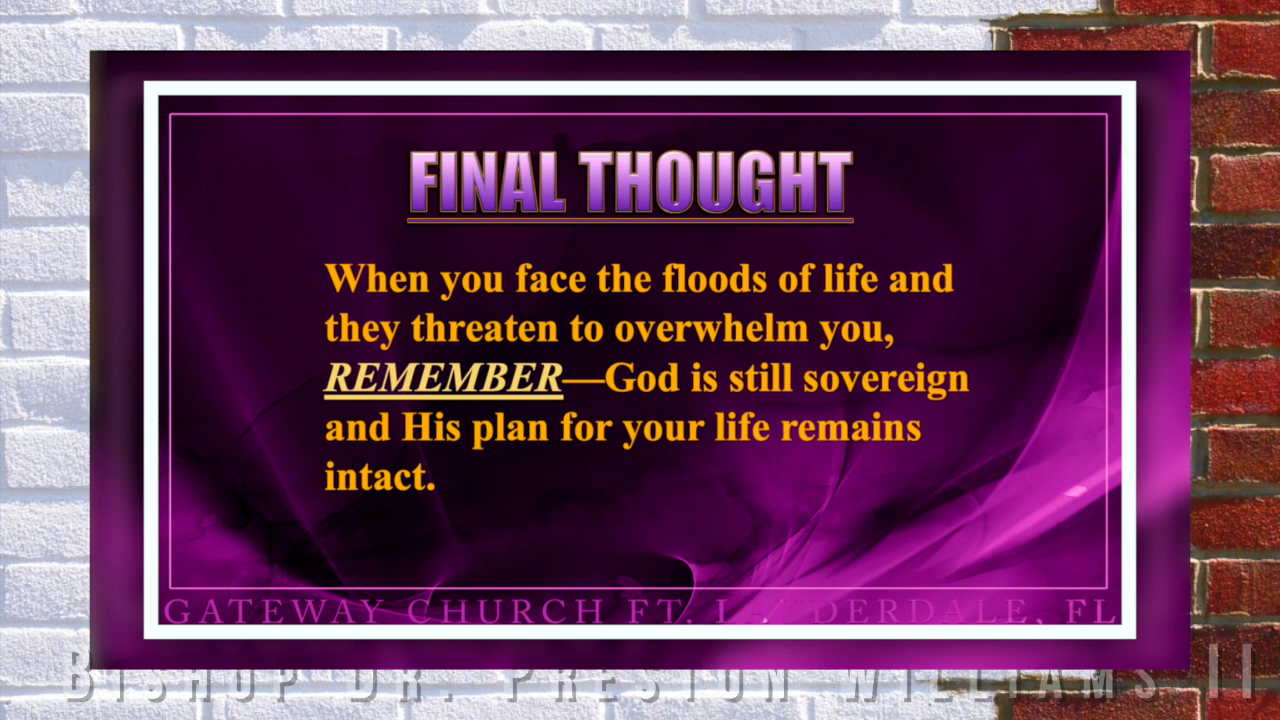 FINAL THOUGHT
When you face the floods of life and
they threaten to overwhelm you,
REMEMBER—God is still sovereign
and His plan for your life remains
intact.
GATEWAY CHURCH FT. LAUDERDALE, FL
BISHOP DR. PRESTON WILLIAMS II